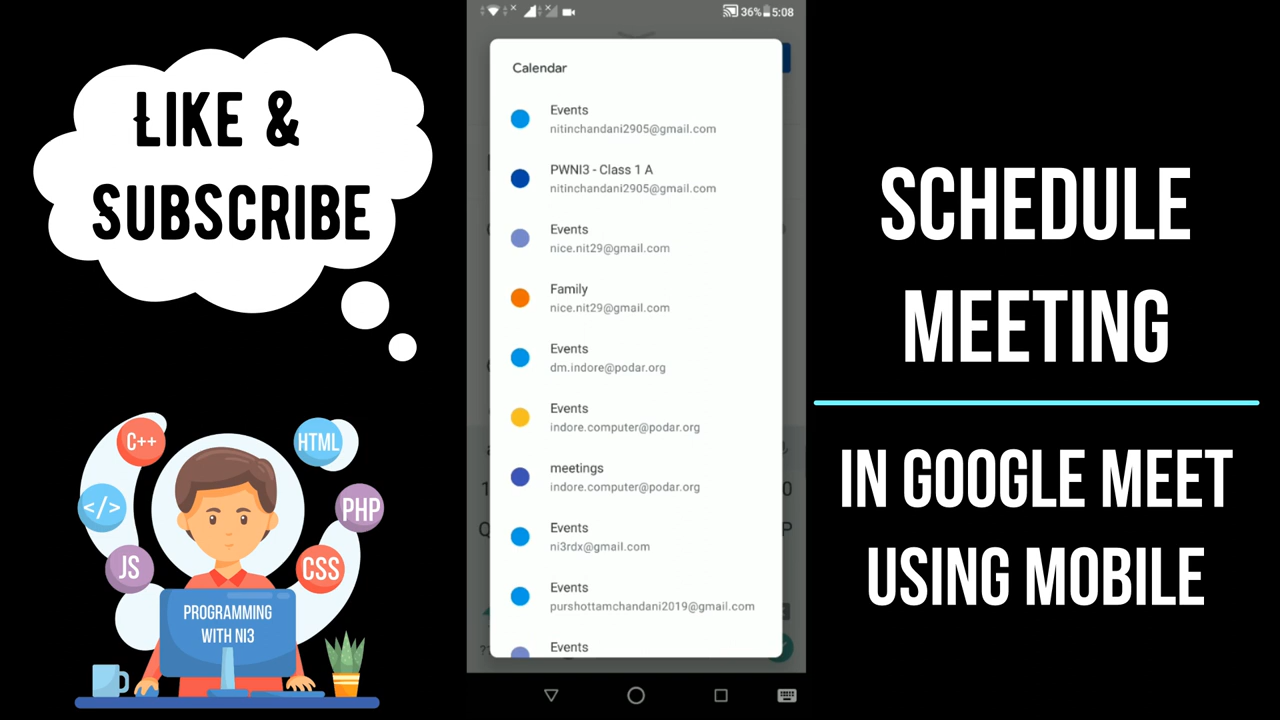 LIKE &
SUBSCRIBE
C++
HTML
</>
PHP
JS
CSS
PROGRAMMING
WITH NI3
36%
5:08
Calendar
Events
nitinchandani2905@gmail.com
PWNI3 - Class 1 A
nitinchandani2905@gmail.com
Events
nice.nit29@gmail.com
Family
nice.nit29@gmail.com
Events
dm.indore@podar.org
Events
indore.computer@podar.org
meetings
indore.computer@podar.org
Events
ni3rdx@gmail.com
Events
purshottamchandani2019@gmail.com
Events
SCHEDULE
MEETING
IN GOOGLE MEET
USING MOBILE